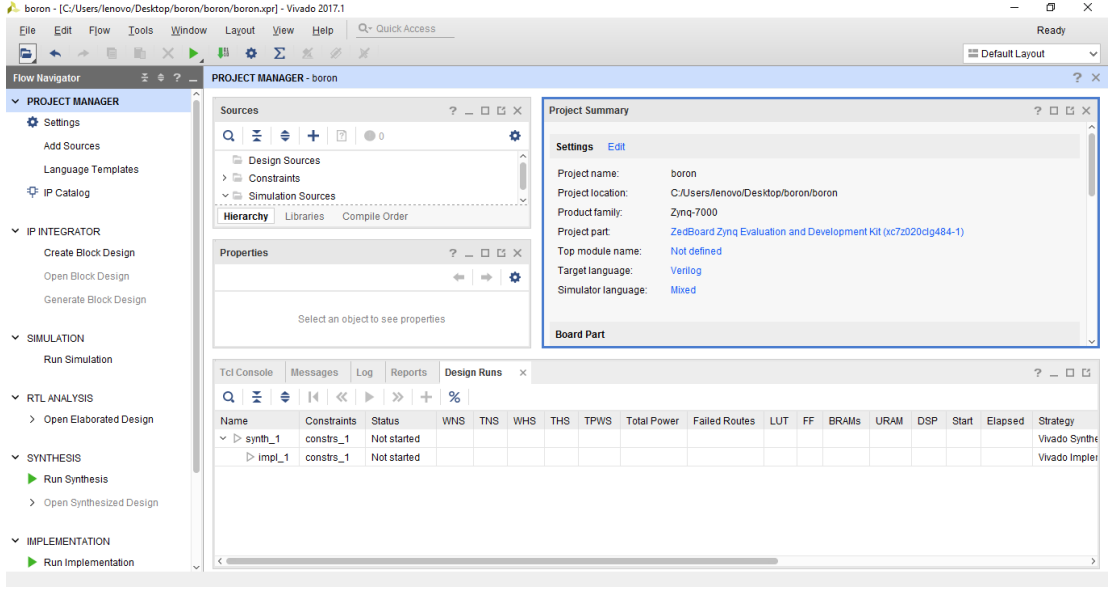 boron - [C:/Users/lenovo/Desktop/boron/boron/boron.xpr] - Vivado 2017.1
File Edit Flow Tools Window Layout View Help Quick Access Ready
Default Layout
Flow Navigator
PROJECT MANAGER
Settings
Add Sources
Language Templates
IP Catalog
IP INTEGRATOR
Create Block Design
Open Block Design
Generate Block Design
SIMULATION
Run Simulation
RTL ANALYSIS
Open Elaborated Design
SYNTHESIS
Run Synthesis
Open Synthesized Design
IMPLEMENTATION
Run Implementation
PROJECT MANAGER - boron
Sources
0
Design Sources
Constraints
Simulation Sources
Hierarchy Libraries Compile Order
Properties
Select an object to see properties
Project Summary
Settings Edit
Project name: boron
Project location: C:/Users/lenovo/Desktop/boron/boron
Product family: Zynq-7000
Project part: ZedBoard Zynq Evaluation and Development Kit (xc7z020clg484-1)
Top module name: Not defined
Target language: Verilog
Simulator language: Mixed
Board Part
Tcl Console Messages Log Reports Design Runs
Name Constraints Status WNS TNS WHS THS TPWS Total Power Failed Routes LUT FF BRAMs URAM DSP Start Elapsed Strategy
synth_1 constrs_1 Not started Vivado Synthe
impl_1 constrs_1 Not started Vivado Impler